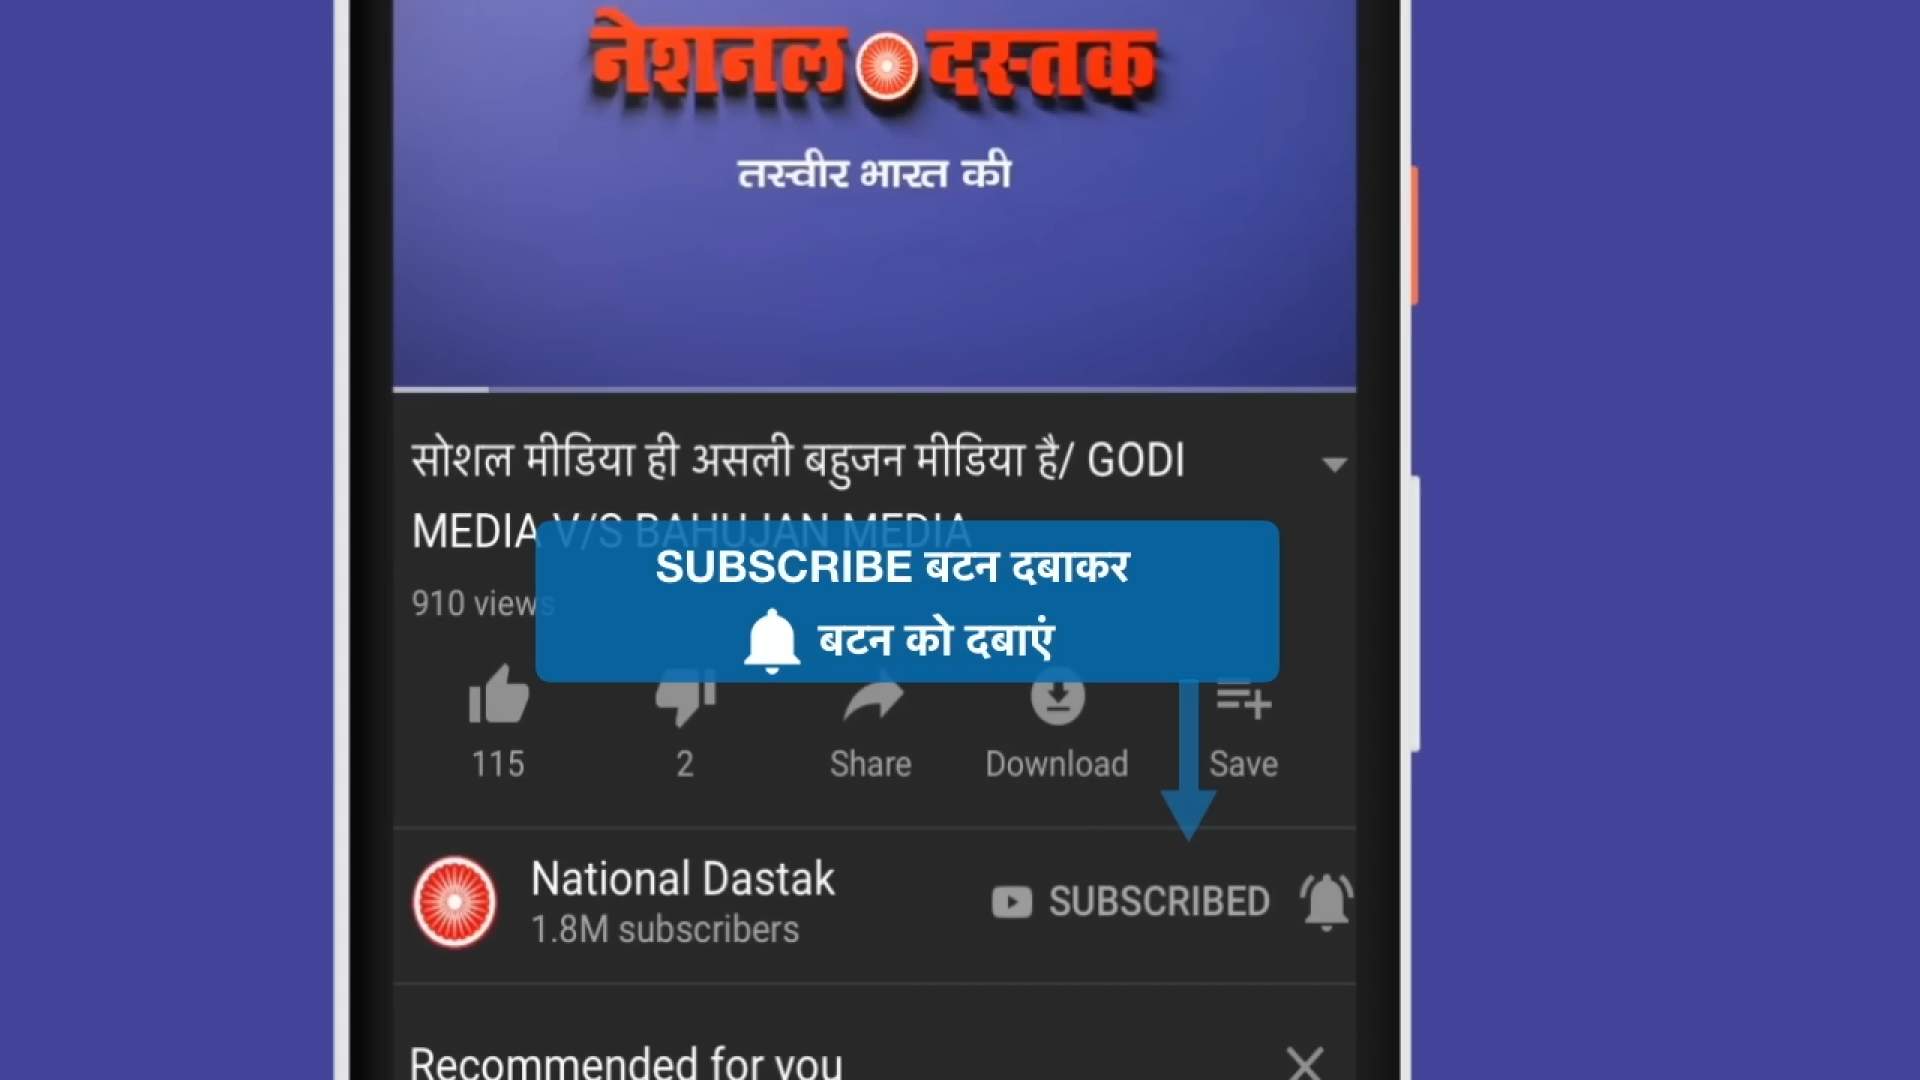 नेशनल दस्तक
तस्वीर भारत की
सोशल मीडिया ही असली बहुजन मीडिया है/ GODI
MEDIA V/S BAHUJAN MEDIA
SUBSCRIBE बटन दबाकर
बटन को दबाएं
910 views
115
2
Share
Download
Save
National Dastak
1.8M subscribers
SUBSCRIBED
Recommended for you